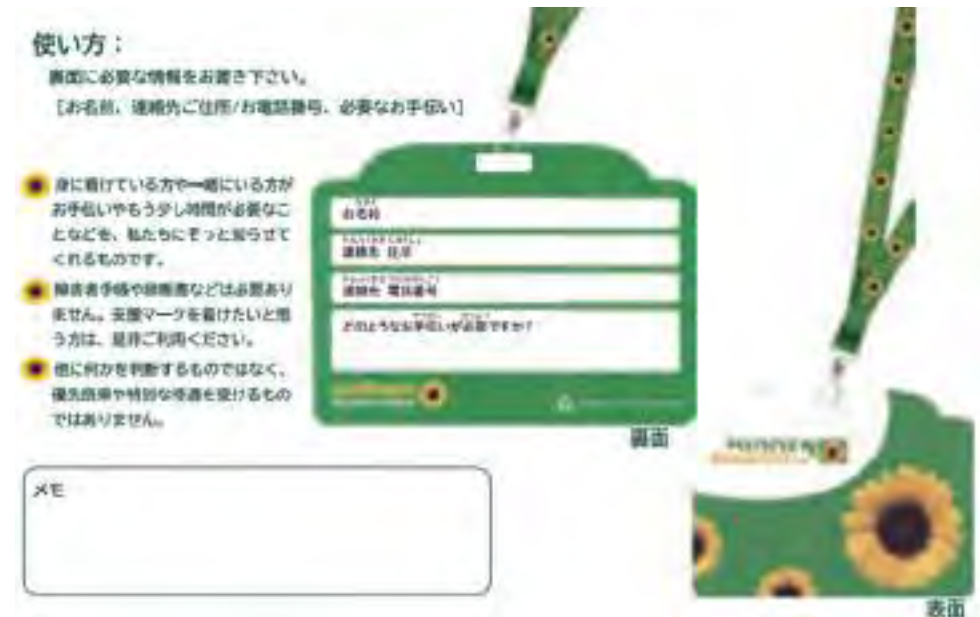 使い方：
裏面に必要な情報をお書き下さい。
［お名前、連絡先ご住所/お電話番号、必要なお手伝い］
身に着けている方や一緒にいる方が
お手伝いやもう少し時間が必要なこ
となどを、私たちにそっと知らせて
くれるものです。
障害者手帳や診断書などは必要あり
ません。支援マークを着けたいと思
う方は、是非ご利用ください。
他に何かを判断するものではなく、
優先搭乗や特別な待遇を受けるもの
ではありません。
お名前
連絡先 住所
連絡先 電話番号
どのようなお手伝いが必要ですか？
裏面
メモ
HIDDEN
表面